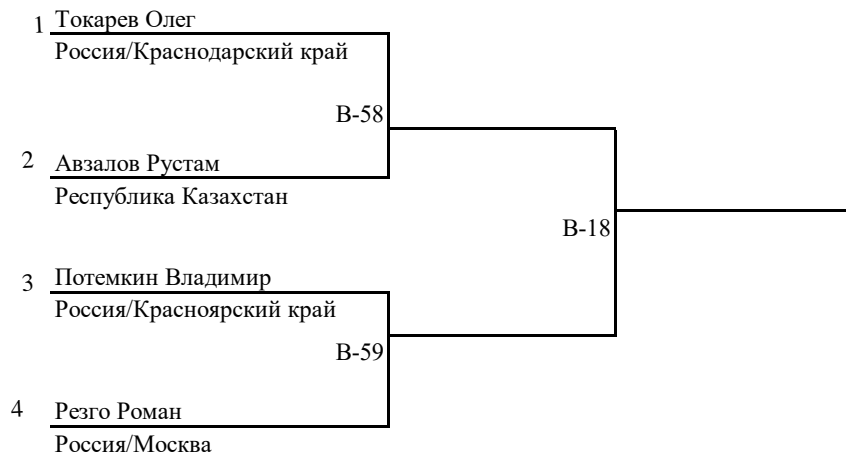 1 Токарев Олег
Россия/Краснодарский край
В-58
2 Авзалов Рустам
Республика Казахстан
В-18
3 Потемкин Владимир
Россия/Красноярский край
В-59
4 Резго Роман
Россия/Москва